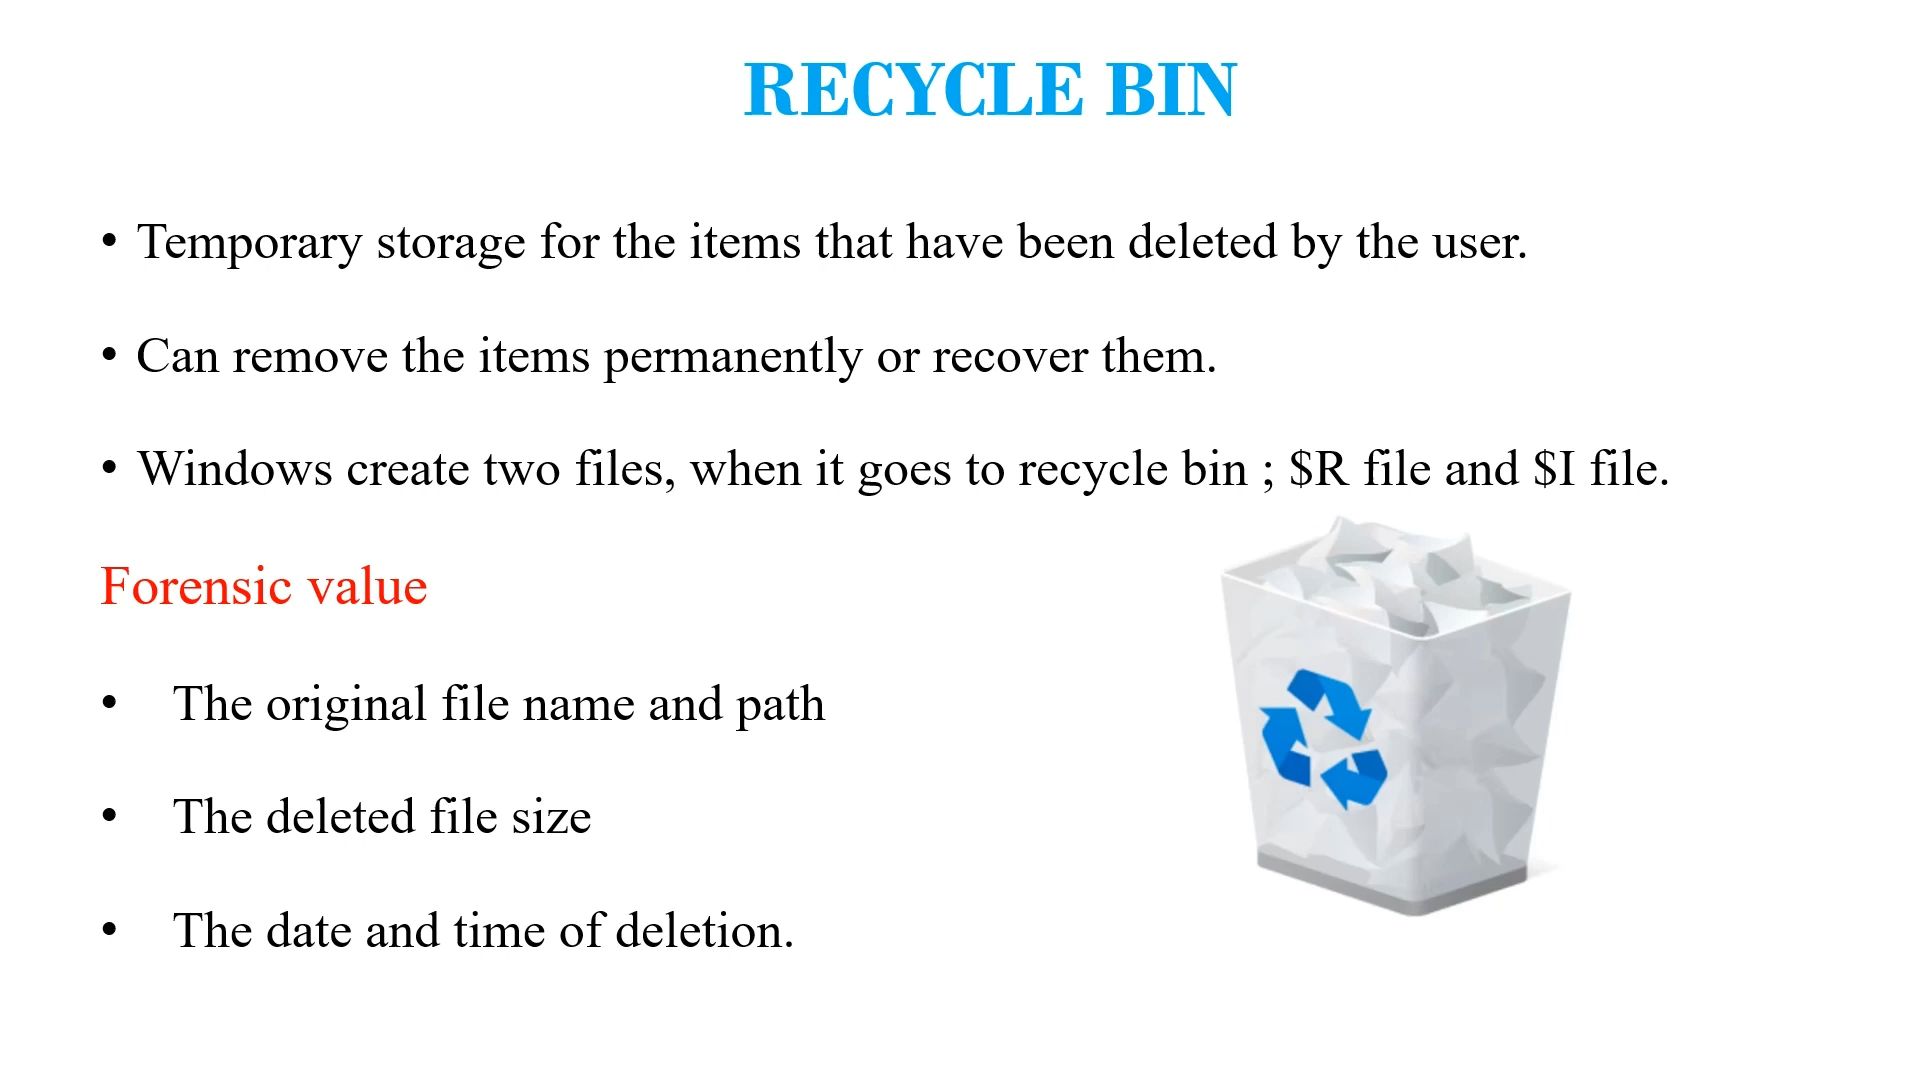 RECYCLE BIN
• Temporary storage for the items that have been deleted by the user.
• Can remove the items permanently or recover them.
• Windows create two files, when it goes to recycle bin ; $R file and $I file.
Forensic value
• The original file name and path
• The deleted file size
• The date and time of deletion.